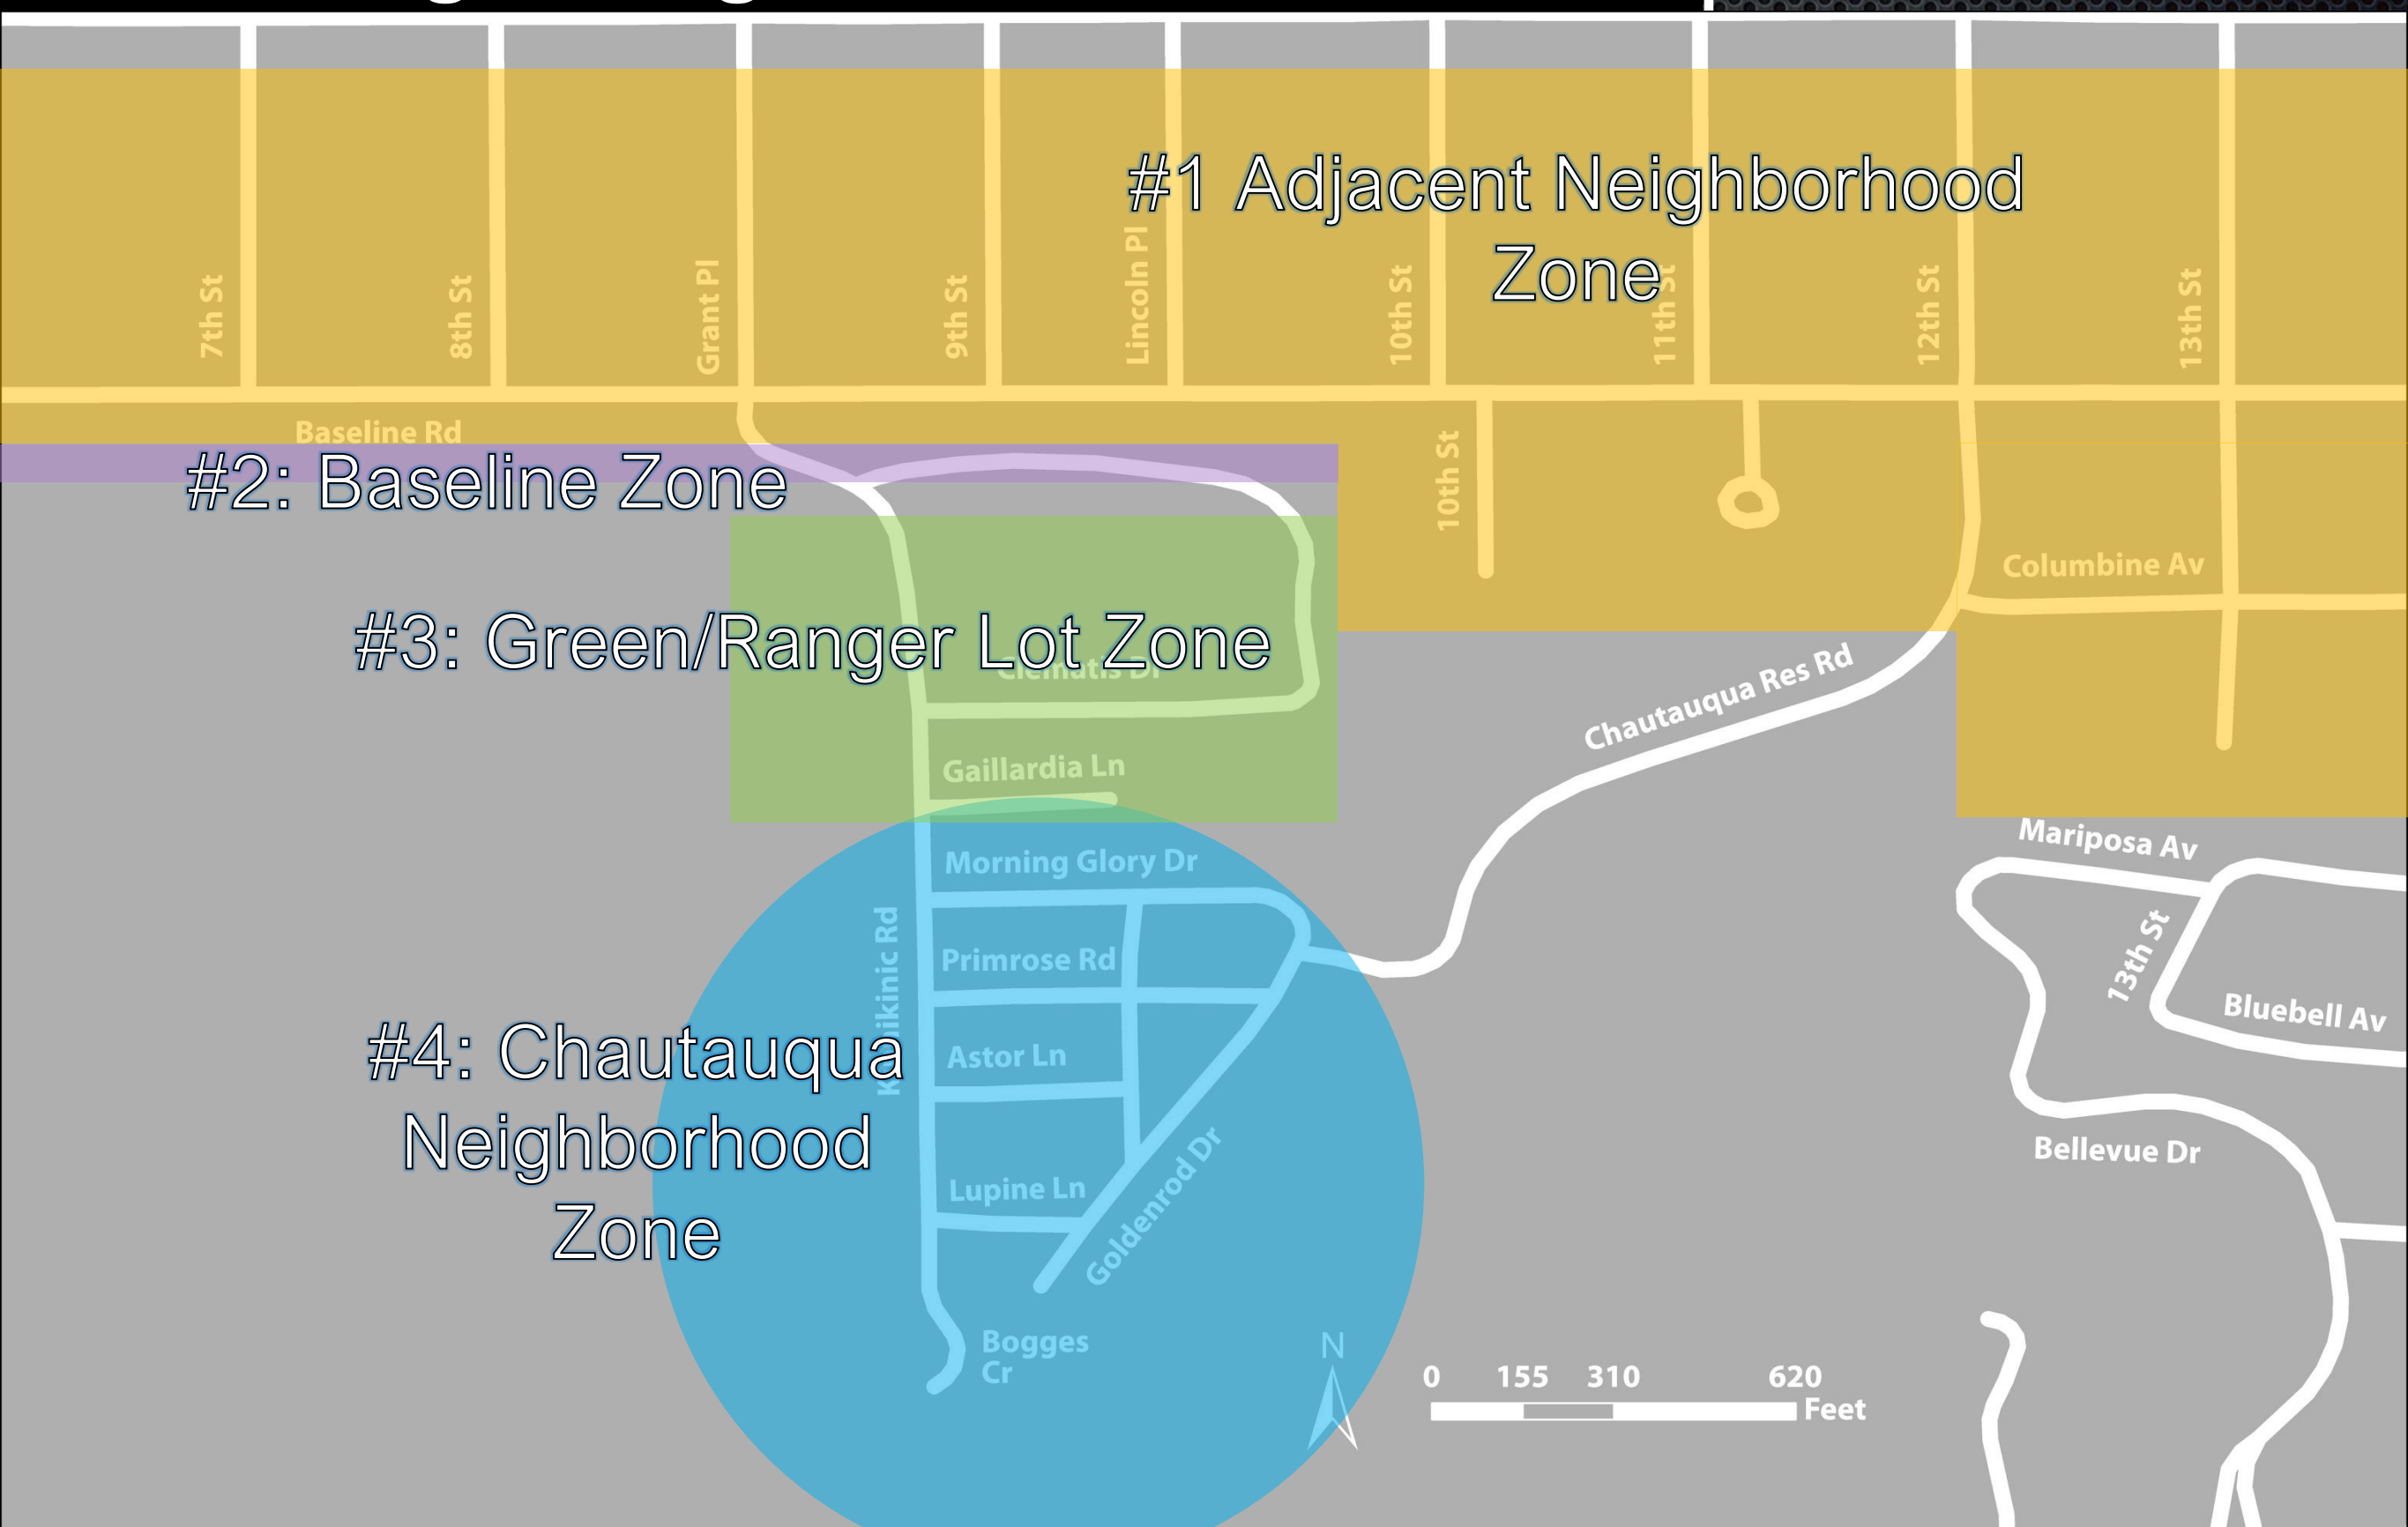 #1 Adjacent Neighborhood
Zone
7th St
8th St
Grant Pl
9th St
Lincoln Pl
10th St
11th St
12th St
13th St
Baseline Rd
#2: Baseline Zone
10th St
Columbine Av
#3: Green/Ranger Lot Zone
Clematis Dr
Chautauqua Res Rd
Gaillardia Ln
Mariposa Av
Morning Glory Dr
13th St
Primrose Rd
Bluebell Av
#4: Chautauqua
Neighborhood
Zone
Astor Ln
Bellevue Dr
Lupine Ln
Goldenrod Dr
Bogges
Cr
N
0 155 310 620
Feet